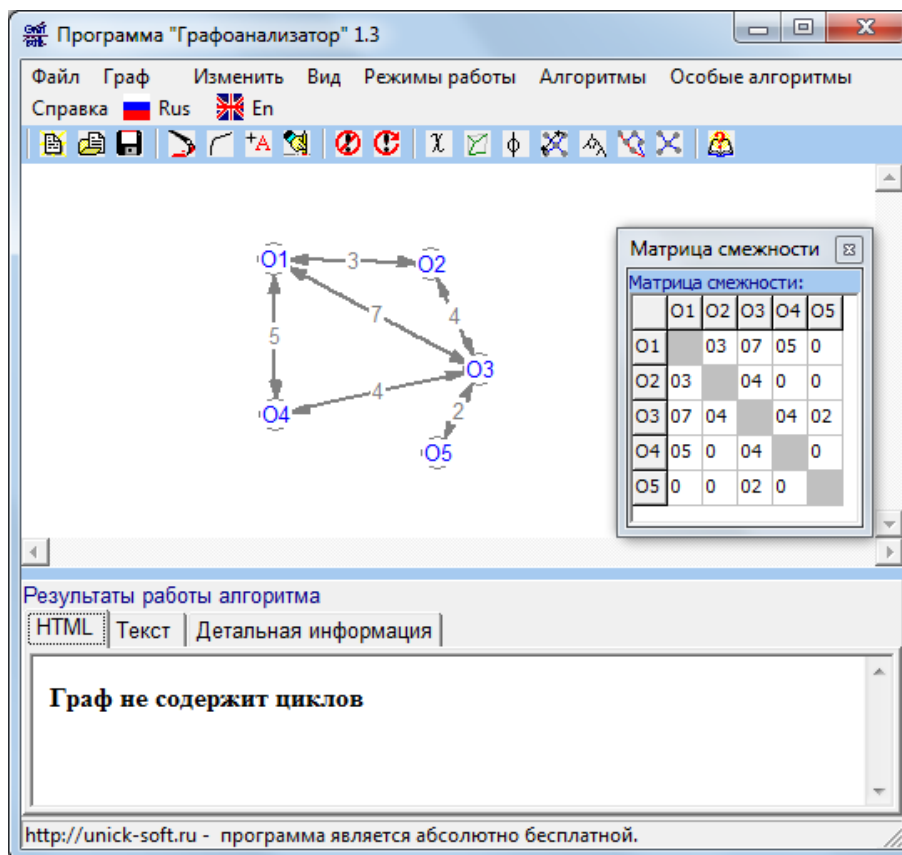 Программа "Графоанализатор" 1.3
Файл Граф Изменить Вид Режимы работы Алгоритмы Особые алгоритмы
Справка Rus En
O1 3 O2
7 4
5
O3
4
O4 2
O5
Матрица смежности
Матрица смежности:
O1 O2 O3 O4 O5
O1 03 07 05 0
O2 03 04 0 0
O3 07 04 04 02
O4 05 0 04 0
O5 0 0 02 0
Результаты работы алгоритма
HTML Текст Детальная информация
Граф не содержит циклов
http://unick-soft.ru - программа является абсолютно бесплатной.